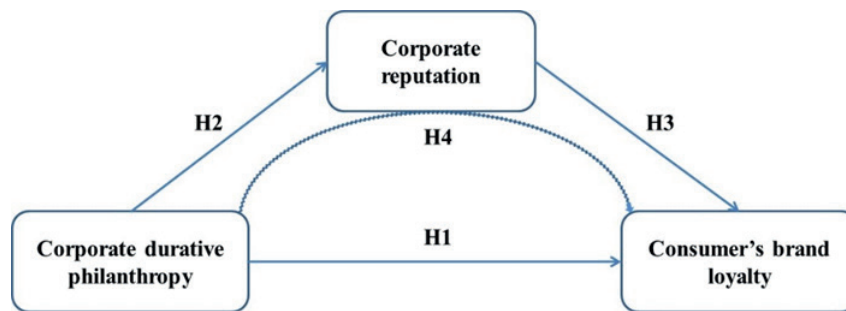 Corporate
reputation
H2
H3
H4
H1
Corporate durative
philanthropy
Consumer's brand
loyalty